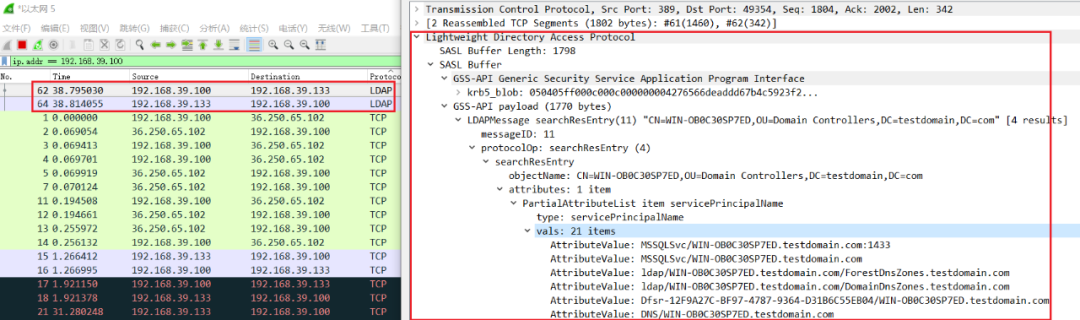 *以太网 5
文件(F) 编辑(E) 视图(V) 跳转(G) 捕获(C) 分析(A) 统计(S) 电话(Y) 无线(W) 工具(T)
ip.addr == 192.168.39.100
No. Time Source Destination Protoco
62 38.795030 192.168.39.100 192.168.39.133 LDAP
64 38.814055 192.168.39.133 192.168.39.100 LDAP
1 0.000000 192.168.39.100 36.250.65.102 TCP
2 0.069054 36.250.65.102 192.168.39.100 TCP
3 0.069413 192.168.39.100 36.250.65.102 TCP
4 0.069701 192.168.39.100 36.250.65.102 TCP
5 0.069919 36.250.65.102 192.168.39.100 TCP
7 0.070124 36.250.65.102 192.168.39.100 TCP
11 0.194508 192.168.39.100 36.250.65.102 TCP
12 0.194661 36.250.65.102 192.168.39.100 TCP
13 0.255972 36.250.65.102 192.168.39.100 TCP
14 0.256132 192.168.39.100 36.250.65.102 TCP
15 1.266412 192.168.39.100 192.168.39.133 TCP
16 1.266995 192.168.39.133 192.168.39.100 TCP
17 1.921150 192.168.39.100 192.168.39.133 TCP
18 1.921378 192.168.39.133 192.168.39.100 TCP
21 31.280248 192.168.39.133 192.168.39.100 TCP
Transmission Control Protocol, Src Port: 389, Dst Port: 49354, Seq: 1804, Ack: 2002, Len: 342
[2 Reassembled TCP Segments (1802 bytes): #61(1460), #62(342)]
Lightweight Directory Access Protocol
SASL Buffer Length: 1798
SASL Buffer
GSS-API Generic Security Service Application Program Interface
krb5_blob: 050405ff000c000c000000004276566deaddd67b4c5923f2...
GSS-API payload (1770 bytes)
LDAPMessage searchResEntry(11) "CN=WIN-OB0C30SP7ED,OU=Domain Controllers,DC=testdomain,DC=com" [4 results]
messageID: 11
protocolOp: searchResEntry (4)
searchResEntry
objectName: CN=WIN-OB0C30SP7ED,OU=Domain Controllers,DC=testdomain,DC=com
attributes: 1 item
PartialAttributeList item servicePrincipalName
type: servicePrincipalName
vals: 21 items
AttributeValue: MSSQLSvc/WIN-OB0C30SP7ED.testdomain.com:1433
AttributeValue: MSSQLSvc/WIN-OB0C30SP7ED.testdomain.com
AttributeValue: ldap/WIN-OB0C30SP7ED.testdomain.com/ForestDnsZones.testdomain.com
AttributeValue: ldap/WIN-OB0C30SP7ED.testdomain.com/DomainDnsZones.testdomain.com
AttributeValue: Dfsr-12F9A27C-BF97-4787-9364-D31B6C55EB04/WIN-OB0C30SP7ED.testdomain.com
AttributeValue: DNS/WIN-OB0C30SP7ED.testdomain.com